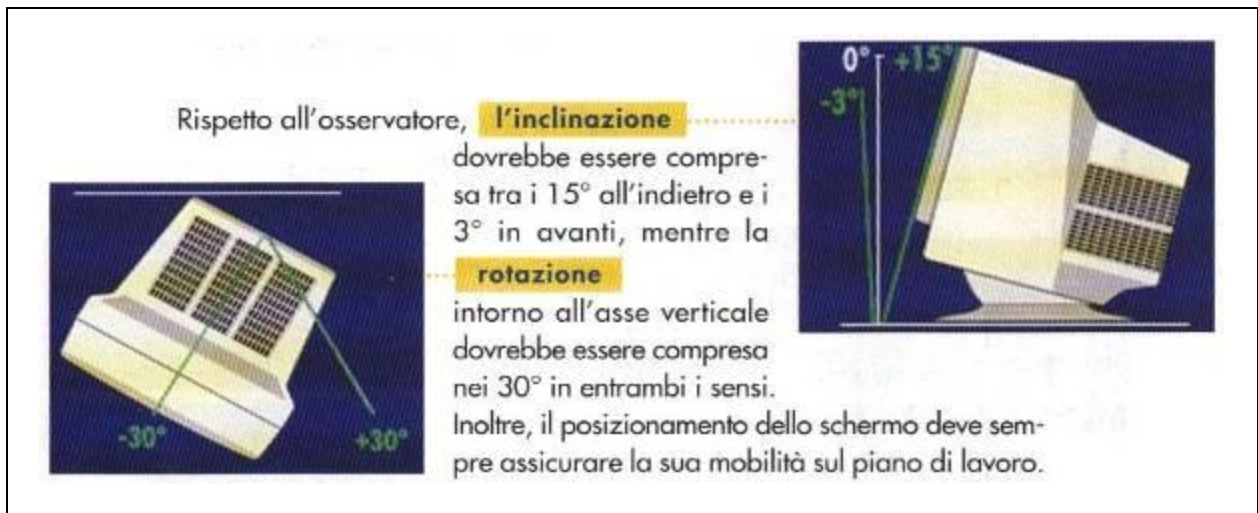 0° +15°
-3°
Rispetto all'osservatore, l'inclinazione
dovrebbe essere compre-
sa tra i 15° all'indietro e i
3° in avanti, mentre la
rotazione
intorno all'asse verticale
dovrebbe essere compresa
nei 30° in entrambi i sensi.
Inoltre, il posizionamento dello schermo deve sem-
pre assicurare la sua mobilità sul piano di lavoro.
-30° +30°